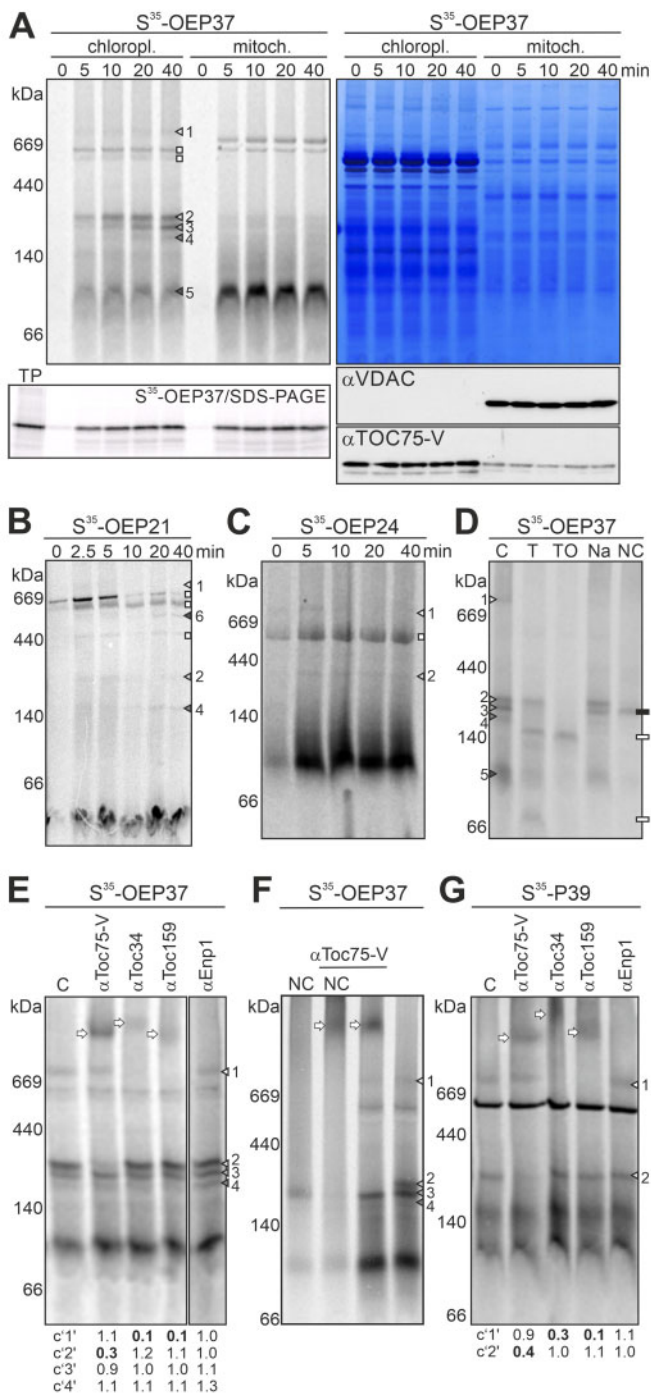 A
S35-OEP37
S35-OEP37
chloropl. mitoch.
chloropl. mitoch.
0 5 10 20 40 0 5 10 20 40
0 5 10 20 40 0 5 10 20 40 min
kDa
669
440
140
66
1
2
3
4
5
TP
S35-OEP37/SDS-PAGE
αVDAC
αTOC75-V
B
S35-OEP21
0 2.5 5 10 20 40 min
kDa
669
440
140
66
1
6
2
4
C
S35-OEP24
0 5 10 20 40 min
kDa
669
440
140
66
1
2
D
S35-OEP37
C T TO Na NC
kDa
669
440
140
66
1
2
3
4
5
E
S35-OEP37
C
αToc75-V
αToc34
αToc159
αEnp1
kDa
669
440
140
66
1
2
3
4
c'1' 1.1 0.1 0.1 1.0
c'2' 0.3 1.2 1.1 1.0
c'3' 0.9 1.0 1.0 1.1
c'4' 1.1 1.1 1.1 1.3
F
S35-OEP37
αToc75-V
NC NC
kDa
669
440
140
66
1
2
3
4
G
S35-P39
C
αToc75-V
αToc34
αToc159
αEnp1
kDa
669
440
140
66
1
2
c'1' 0.9 0.3 0.1 1.1
c'2' 0.4 1.0 1.1 1.0